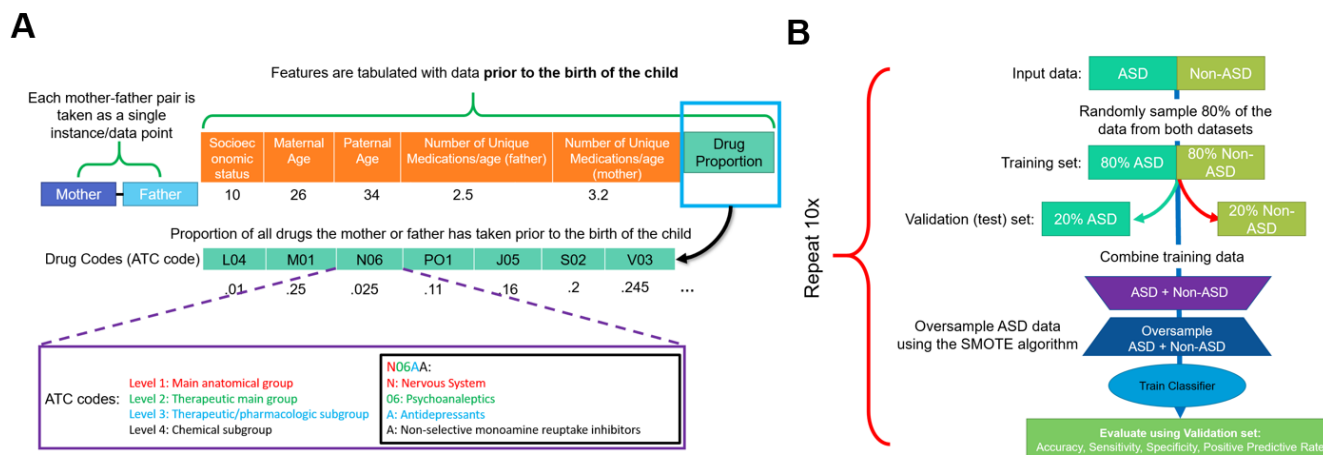 A
Features are tabulated with data prior to the birth of the child
Each mother-father pair is
taken as a single
instance/data point
Mother
Father
Socioec
onomic
status
Maternal
Age
Paternal
Age
Number of Unique
Medications/age (father)
Number of Unique
Medications/age
(mother)
Drug
Proportion
10
26
34
2.5
3.2
Proportion of all drugs the mother or father has taken prior to the birth of the child
Drug Codes (ATC code)
L04
M01
N06
PO1
J05
S02
V03
.01
.25
.025
.11
.16
.2
.245
...
ATC codes:
Level 1: Main anatomical group
Level 2: Therapeutic main group
Level 3: Therapeutic/pharmacologic subgroup
Level 4: Chemical subgroup
N06AA:
N: Nervous System
06: Psychoanaleptics
A: Antidepressants
A: Non-selective monoamine reuptake inhibitors
B
Repeat 10x
Input data:
ASD
Non-ASD
Randomly sample 80% of the
data from both datasets
Training set:
80% ASD
80% Non-
ASD
Validation (test) set:
20% ASD
20% Non-
ASD
Combine training data
ASD + Non-ASD
Oversample ASD data
using the SMOTE algorithm
Oversample
ASD + Non-ASD
Train Classifier
Evaluate using Validation set:
Accuracy, Sensitivity, Specificity, Positive Predictive Rate